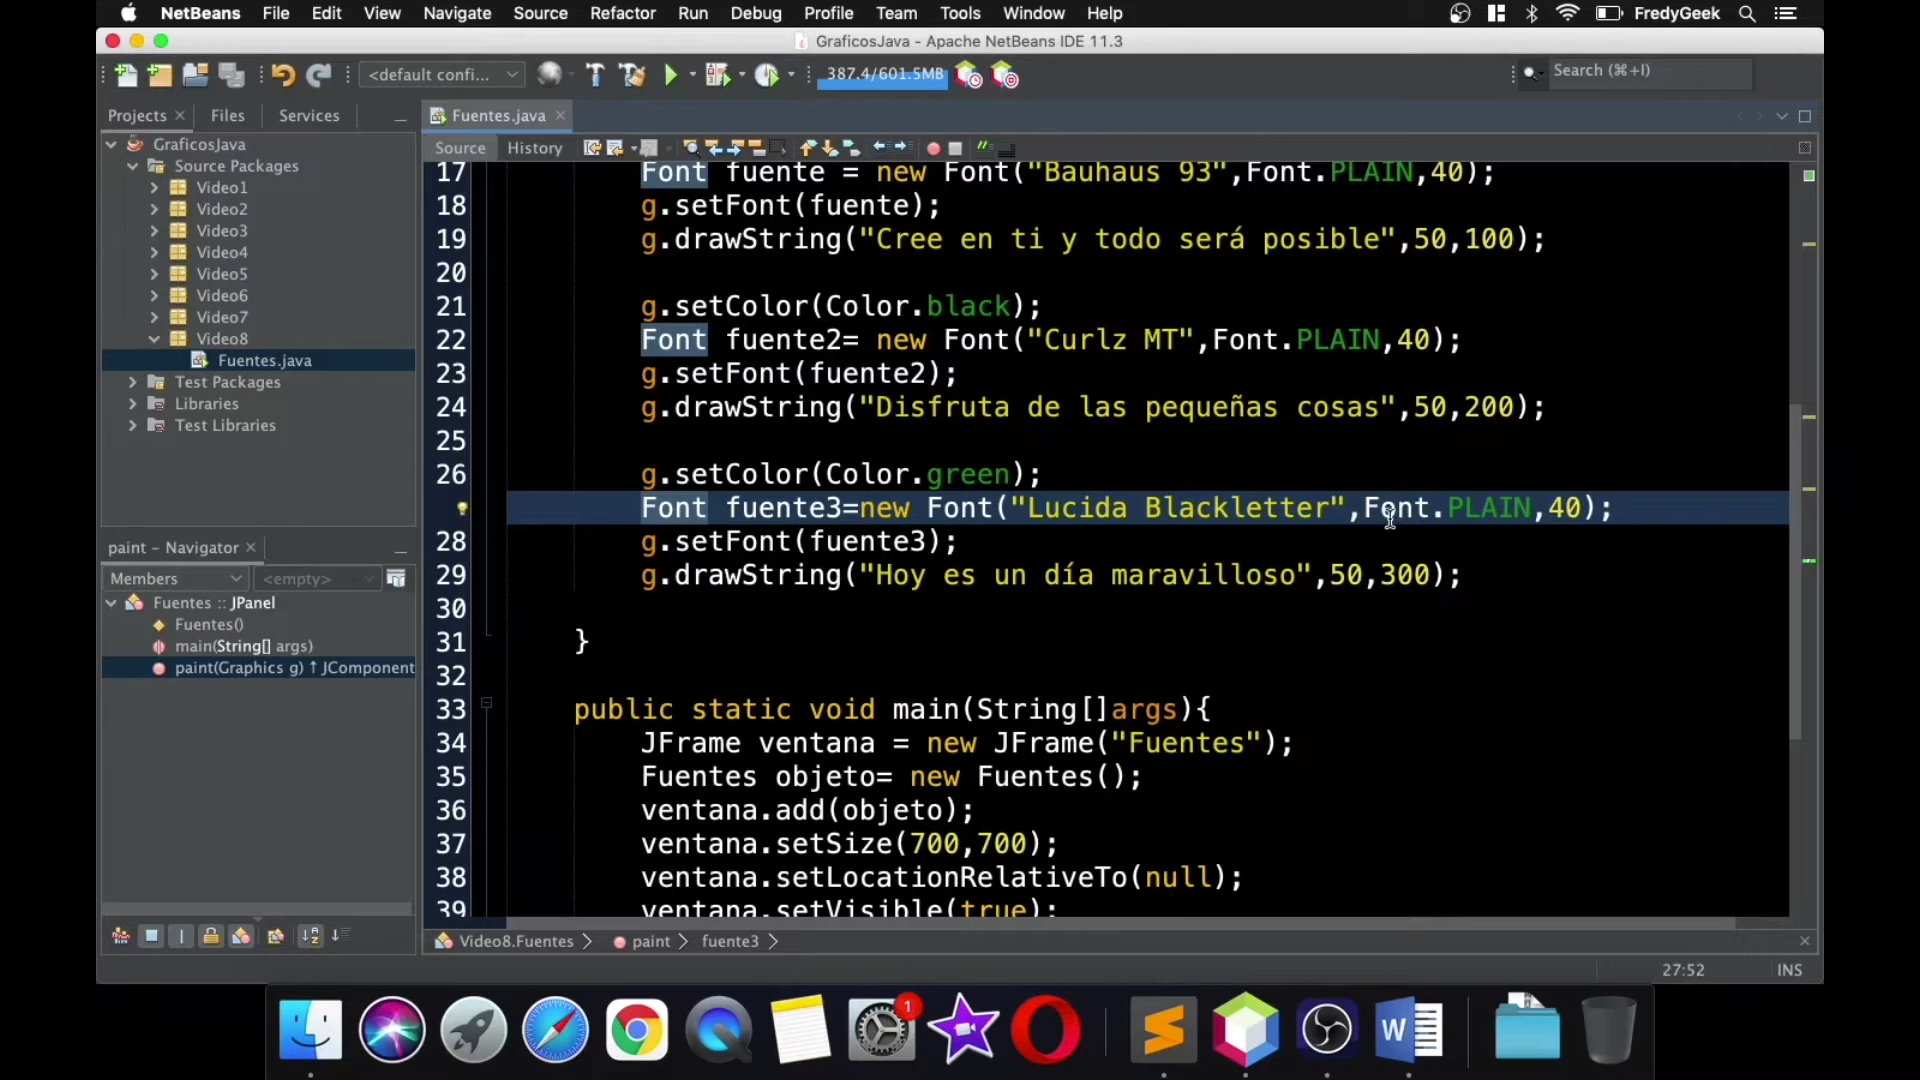 NetBeans File Edit View Navigate Source Refactor Run Debug Profile Team Tools Window Help FredyGeek
GraficosJava - Apache NetBeans IDE 11.3
<default confi... 387.4/601.5MB Search (⌘+I)
Projects Files Services Fuentes.java
Source History
GraficosJava
Source Packages
Video1
Video2
Video3
Video4
Video5
Video6
Video7
Video8
Fuentes.java
Test Packages
Libraries
Test Libraries
paint - Navigator
Members <empty>
Fuentes :: JPanel
Fuentes()
main(String[] args)
paint(Graphics g) ↑ JComponent
17 Font fuente = new Font("Bauhaus 93",Font.PLAIN,40);
18 g.setFont(fuente);
19 g.drawString("Cree en ti y todo será posible",50,100);
20
21 g.setColor(Color.black);
22 Font fuente2= new Font("Curlz MT",Font.PLAIN,40);
23 g.setFont(fuente2);
24 g.drawString("Disfruta de las pequeñas cosas",50,200);
25
26 g.setColor(Color.green);
Font fuente3=new Font("Lucida Blackletter",Font.PLAIN,40);
28 g.setFont(fuente3);
29 g.drawString("Hoy es un día maravilloso",50,300);
30
31 }
32
33 public static void main(String[]args){
34 JFrame ventana = new JFrame("Fuentes");
35 Fuentes objeto= new Fuentes();
36 ventana.add(objeto);
37 ventana.setSize(700,700);
38 ventana.setLocationRelativeTo(null);
39 ventana.setVisible(true);
Video8.Fuentes paint fuente3
27:52 INS
1
W